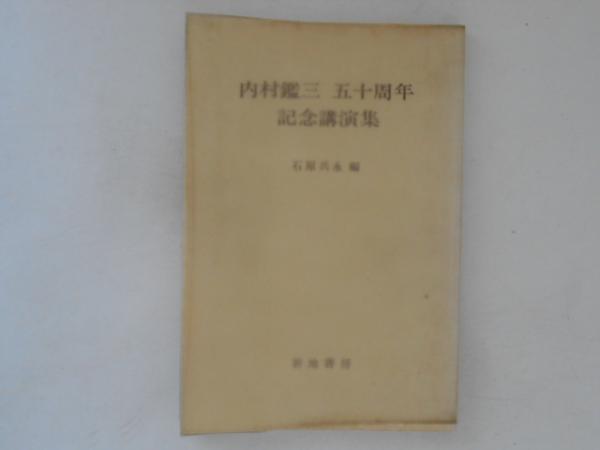 内村鑑三 五十周年
記念講演集
石原兵永 編
新地書房